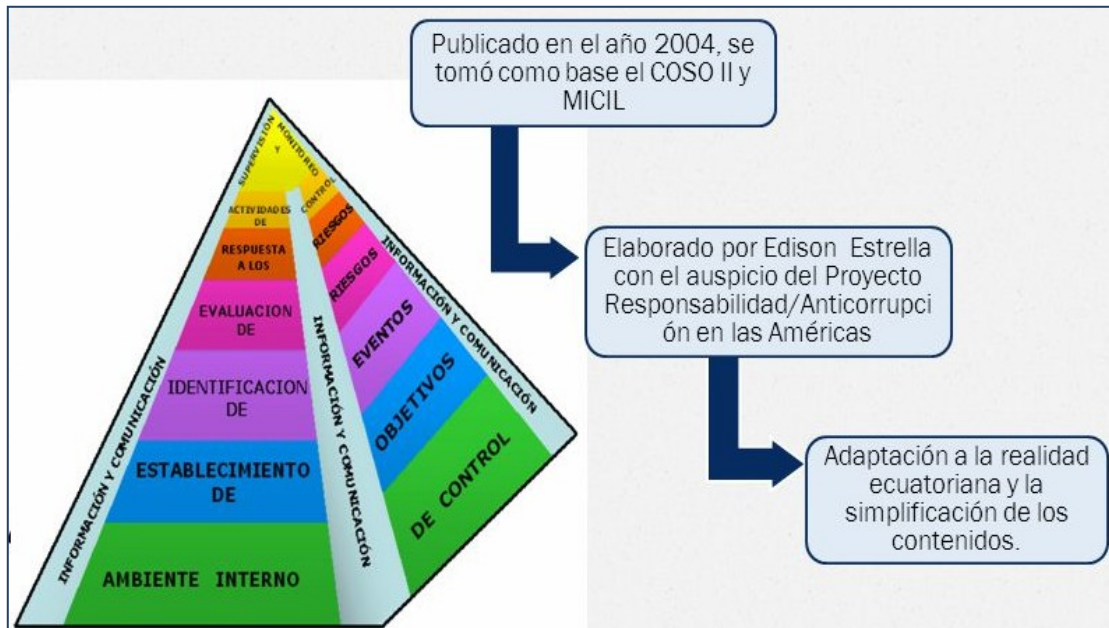 Publicado en el año 2004, se
tomó como base el COSO II y
MICIL
Elaborado por Edison Estrella
con el auspicio del Proyecto
Responsabilidad/Anticorrupci
ón en las Américas
Adaptación a la realidad
ecuatoriana y la
simplificación de los
contenidos.
SUPERVISIÓN
Y
MONITOREO
ACTIVIDADES
DE
CONTROL
RESPUESTA
A LOS
RIESGOS
EVALUACION
DE
RIESGOS
IDENTIFICACION
DE
EVENTOS
ESTABLECIMIENTO
DE
OBJETIVOS
AMBIENTE INTERNO
DE CONTROL
INFORMACIÓN Y COMUNICACIÓN
INFORMACIÓN Y COMUNICACIÓN
INFORMACIÓN Y COMUNICACIÓN